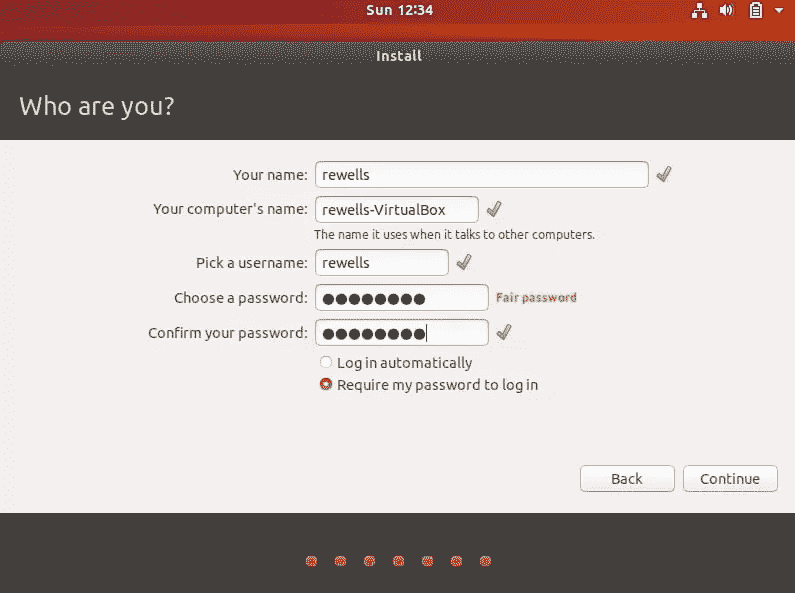 Sun 12:34
Install
Who are you?
Your name: rewells
Your computer's name: rewells-VirtualBox
The name it uses when it talks to other computers.
Pick a username: rewells
Choose a password: ●●●●●●●●● Fair password
Confirm your password: ●●●●●●●●●
Log in automatically
Require my password to log in
Back Continue